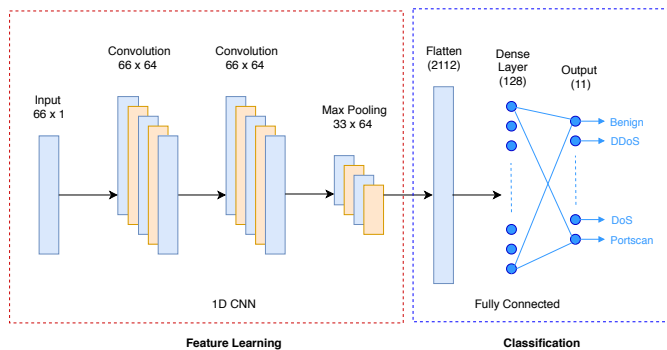 Convolution
66 x 64
Convolution
66 x 64
Flatten
(2112)
Dense
Layer
(128)
Output
(11)
Input
66 x 1
Max Pooling
33 x 64
Benign
DDoS
DoS
Portscan
1D CNN
Fully Connected
Feature Learning
Classification